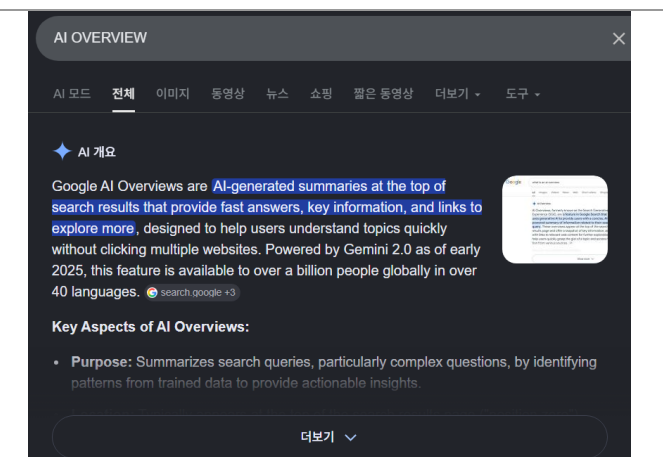 AI OVERVIEW
AI 모드 전체 이미지 동영상 뉴스 쇼핑 짧은 동영상 더보기 도구
AI 개요
Google AI Overviews are AI-generated summaries at the top of
search results that provide fast answers, key information, and links to
explore more, designed to help users understand topics quickly
without clicking multiple websites. Powered by Gemini 2.0 as of early
2025, this feature is available to over a billion people globally in over
40 languages. search.google +3
Google
Key Aspects of AI Overviews:
• Purpose: Summarizes search queries, particularly complex questions, by identifying
patterns from trained data to provide actionable insights.
더보기